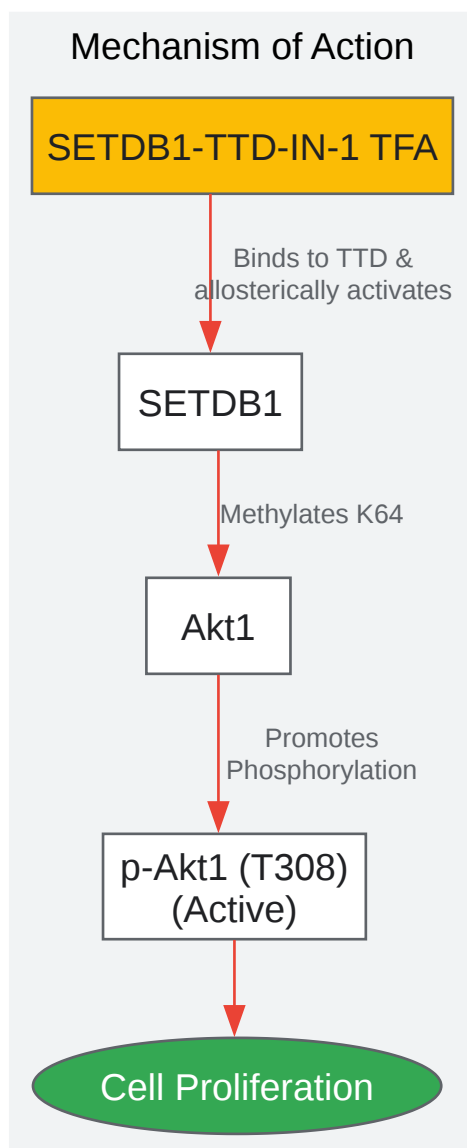 Mechanism of Action
SETDB1-TTD-IN-1 TFA
Binds to TTD &
allosterically activates
SETDB1
Methylates K64
Akt1
Promotes
Phosphorylation
p-Akt1 (T308)
(Active)
Cell Proliferation